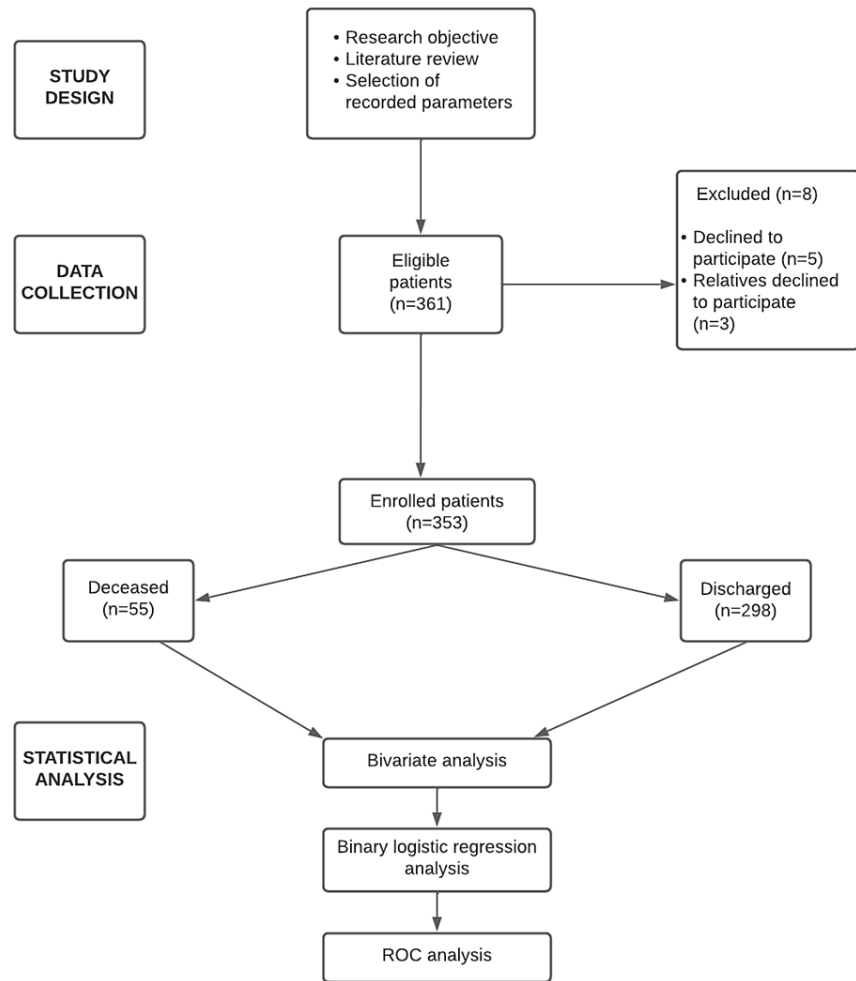 STUDY
DESIGN
• Research objective
• Literature review
• Selection of
recorded parameters
DATA
COLLECTION
Eligible
patients
(n=361)
Excluded (n=8)
• Declined to
participate (n=5)
• Relatives declined
to participate
(n=3)
Enrolled patients
(n=353)
Deceased
(n=55)
Discharged
(n=298)
STATISTICAL
ANALYSIS
Bivariate analysis
Binary logistic regression
analysis
ROC analysis